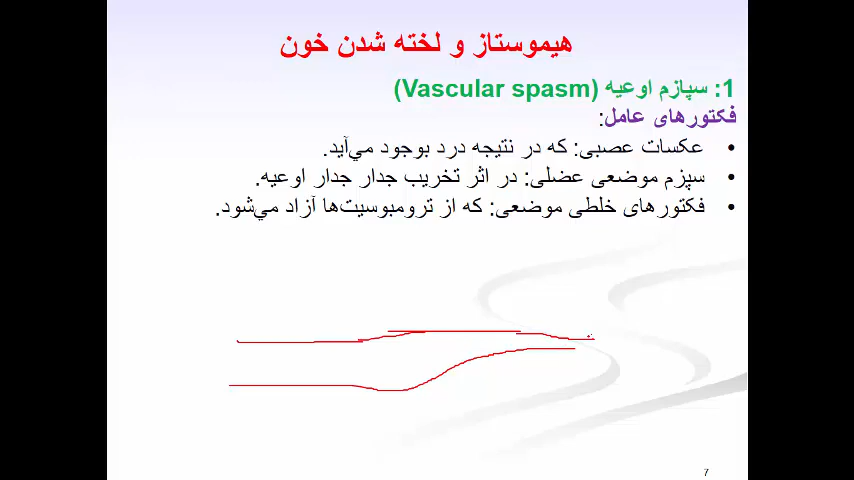 هیموستاز و لخته شدن خون
1: سپازم اوعیه (Vascular spasm)
فکتورهای عامل:
• عکسات عصبی: که در نتیجه درد بوجود می‌آید.
• سپزم موضعی عضلی: در اثر تخریب جدار جدار اوعیه.
• فکتورهای خلطی موضعی: که از ترومبوسیت‌ها آزاد می‌شود.
7